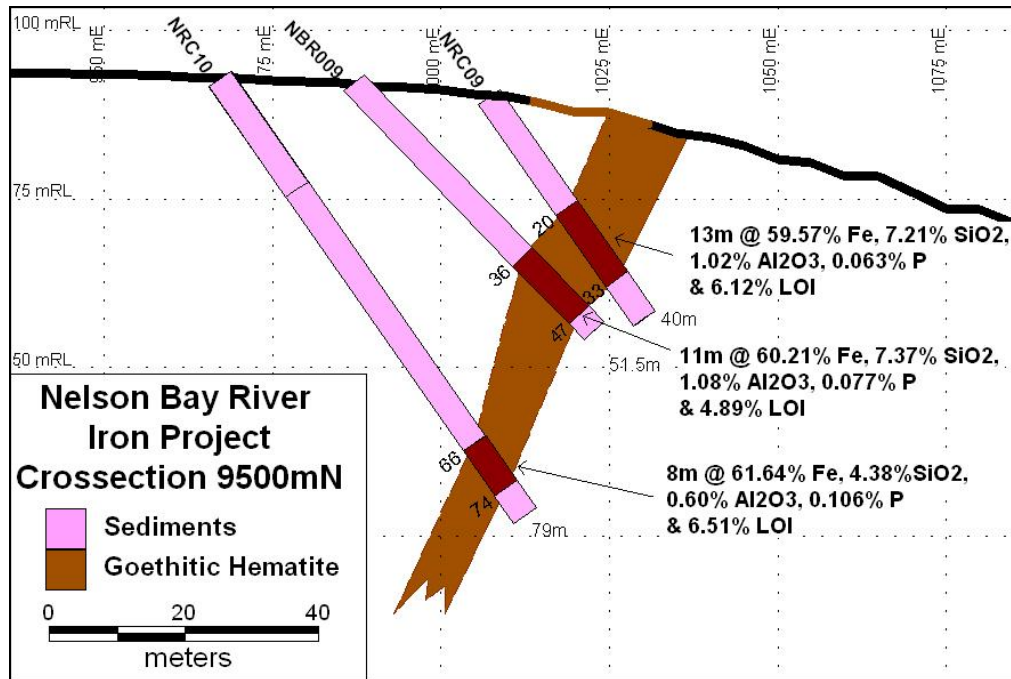 100 mRL
950 mE
975 mE
1000 mE
1025 mE
1050 mE
1075 mE
NRC10
NBR009
NRC09
75 mRL
20
33
36
47
40m
51.5m
13m @ 59.57% Fe, 7.21% SiO2,
1.02% Al2O3, 0.063% P
& 6.12% LOI
11m @ 60.21% Fe, 7.37% SiO2,
1.08% Al2O3, 0.077% P
& 4.89% LOI
50 mRL
66
74
79m
8m @ 61.64% Fe, 4.38%SiO2,
0.60% Al2O3, 0.106% P
& 6.51% LOI
Nelson Bay River
Iron Project
Crossection 9500mN
Sediments
Goethitic Hematite
0 20 40
meters